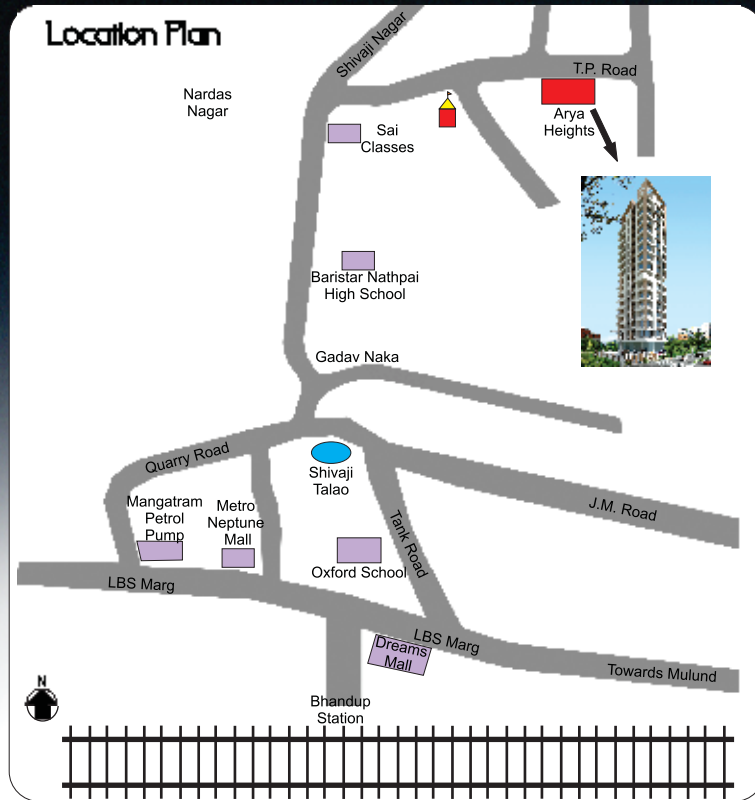 Location Plan
Shivaji Nagar
T.P. Road
Nardas
Nagar
Arya
Heights
Sai
Classes
Baristar Nathpai
High School
Gadav Naka
Quarry Road
Shivaji
Talao
Mangatram
Petrol
Pump
Metro
Neptune
Mall
J.M. Road
Tank Road
Oxford School
LBS Marg
LBS Marg
Dreams
Mall
Towards Mulund
N
Bhandup
Station